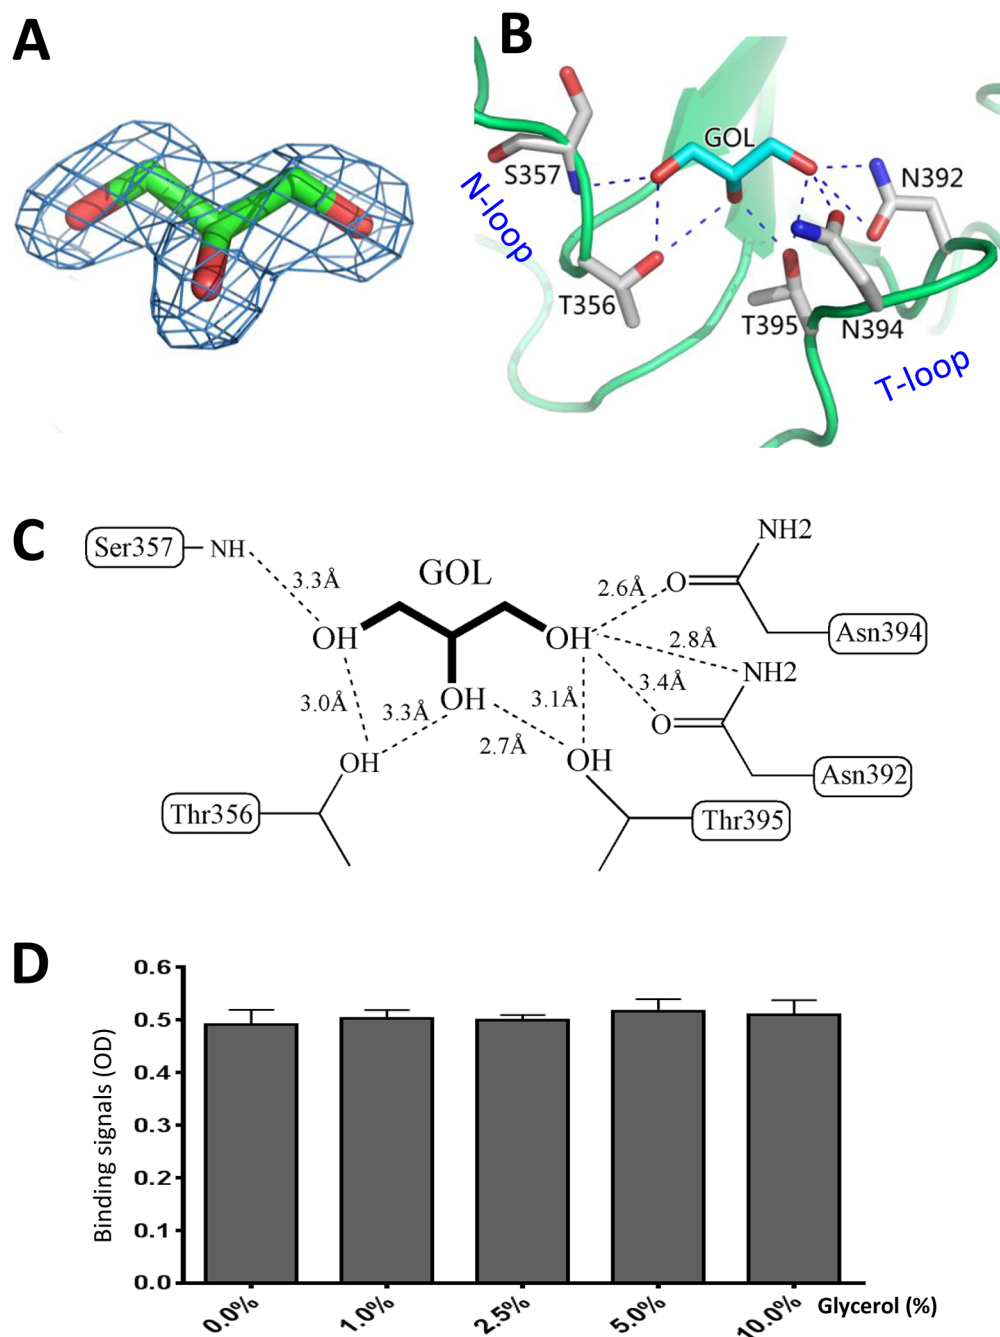 A
B
GOL
S357
N392
N-loop
T356
T395
N394
T-loop
C
NH2
Ser357
NH
GOL
3.3Å
2.6Å
O
OH
OH
Asn394
2.8Å
NH2
3.4Å
3.0Å
OH
3.1Å
3.3Å
O
2.7Å
OH
OH
Asn392
Thr356
Thr395
D
0.6
0.5
0.4
0.3
0.2
0.1
0.0
Binding signals (OD)
0.0%
1.0%
2.5%
5.0%
10.0%
Glycerol (%)